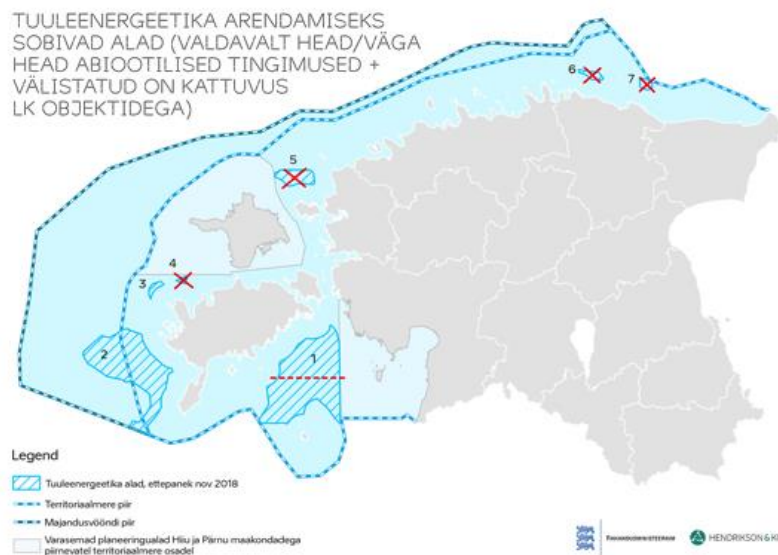 TUULEENERGEETIKA ARENDAMISEKS
SOBIVAD ALAD (VALDAVALT HEAD/VÄGA
HEAD ABIOOTILISED TINGIMUSED +
VÄLISTATUD ON KATTUVUS
LK OBJEKTIDEGA)
6
7
5
4
3
2
1
Legend
Tuuleenergeetika alad, ettepanek nov 2018
Territoriaalmere piir
Majandusvööndi piir
Varasemad planeeringualad Hiiu ja Pärnu maakondadega
piirnevatel territoriaalmere osadel
RAHANDUSMINISTEERIUM
HENDRIKSON & K